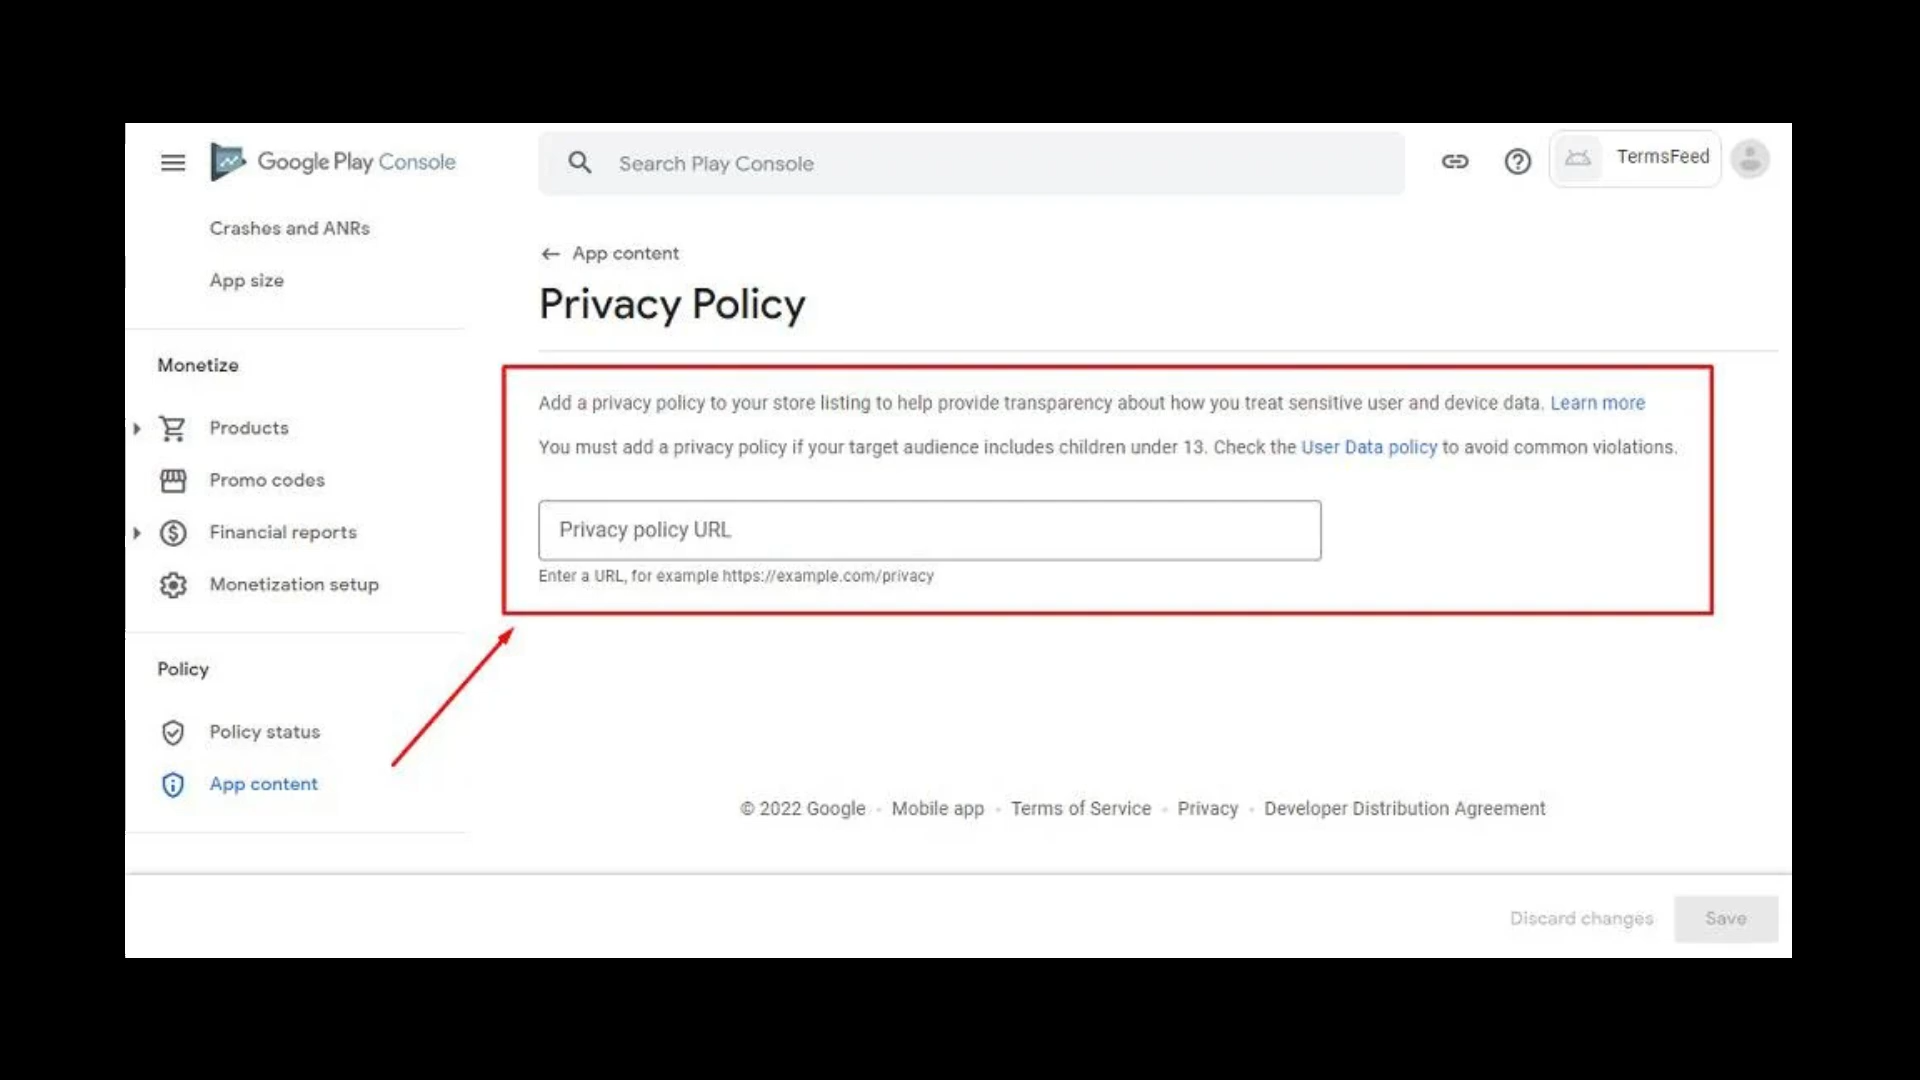 Google Play Console
Search Play Console
TermsFeed
Crashes and ANRs
App size
Monetize
Products
Promo codes
Financial reports
Monetization setup
Policy
Policy status
App content
App content
Privacy Policy
Add a privacy policy to your store listing to help provide transparency about how you treat sensitive user and device data. Learn more
You must add a privacy policy if your target audience includes children under 13. Check the User Data policy to avoid common violations.
Privacy policy URL
Enter a URL, for example https://example.com/privacy
© 2022 Google · Mobile app · Terms of Service · Privacy · Developer Distribution Agreement
Discard changes
Save